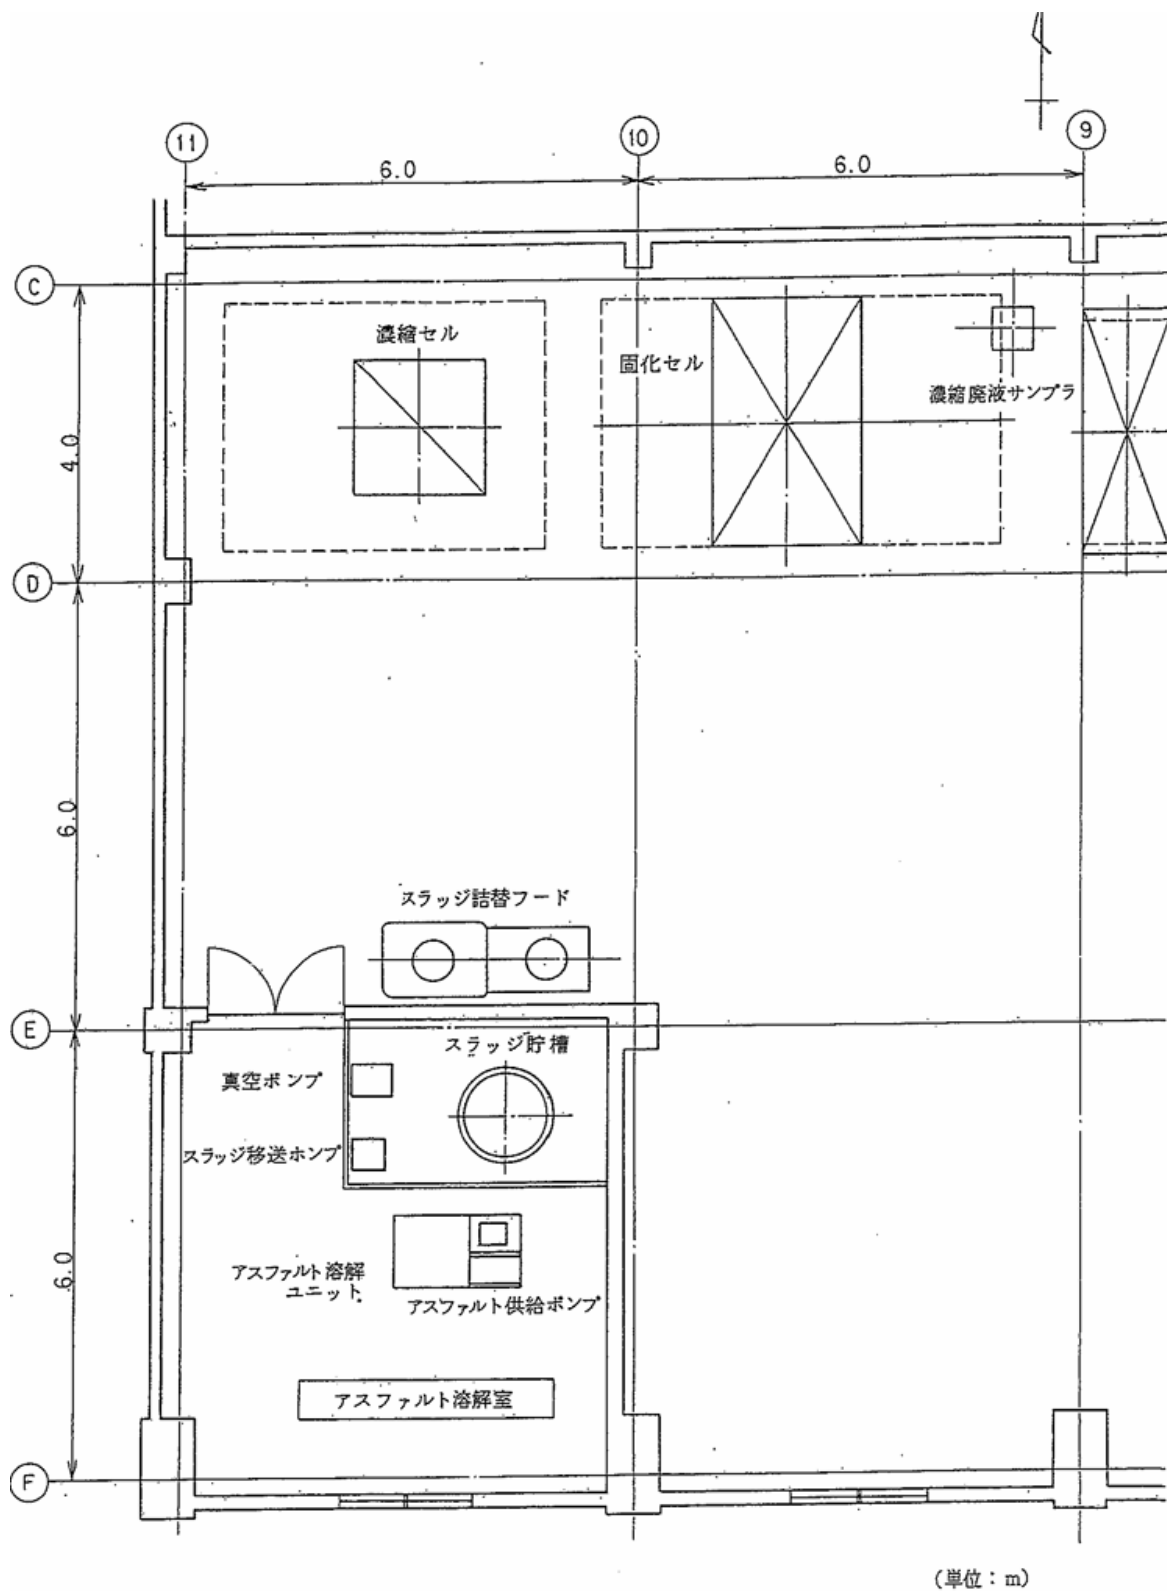 11
10
9
6.0
6.0
C
濃縮セル
固化セル
濃縮廃液サンプラ
4.0
D
6.0
スラッジ詰替フード
E
スラッジ貯槽
真空ポンプ
スラッジ移送ホンプ
6.0
アスファルト溶解
ユニット
アスファルト供給ポンプ
アスファルト溶解室
F
(単位：m)